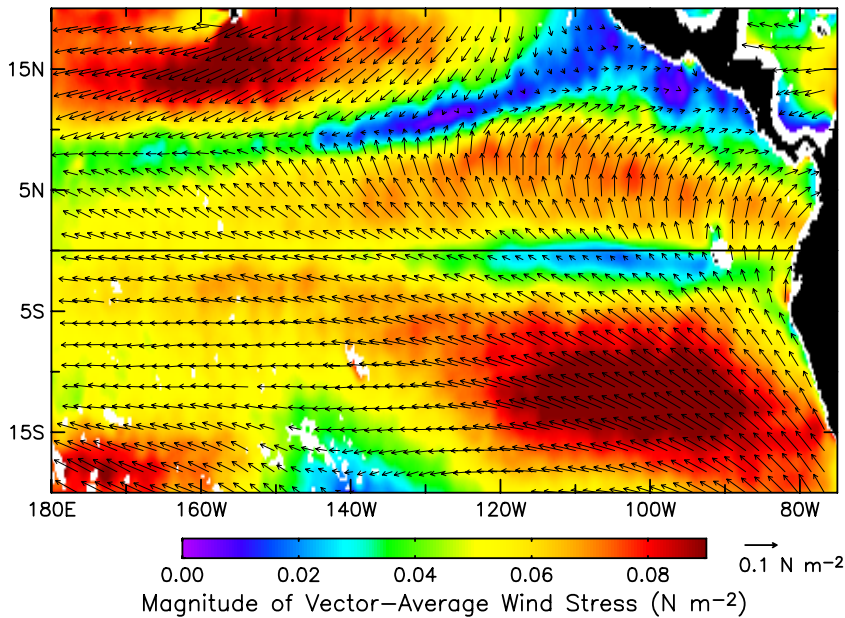 15N
5N
5S
15S
180E 160W 140W 120W 100W 80W
0.00 0.02 0.04 0.06 0.08
0.1 N m⁻²
Magnitude of Vector−Average Wind Stress (N m⁻²)